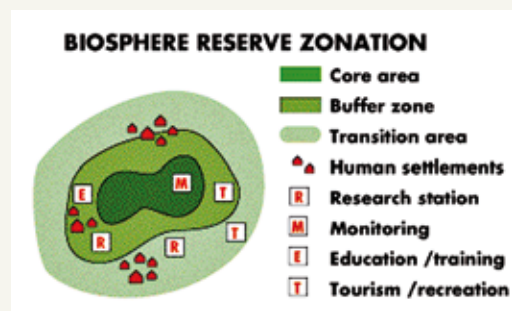 BIOSPHERE RESERVE ZONATION
Core area
Buffer zone
Transition area
Human settlements
R Research station
M Monitoring
E Education /training
T Tourism /recreation
E
M
T
R
R
T